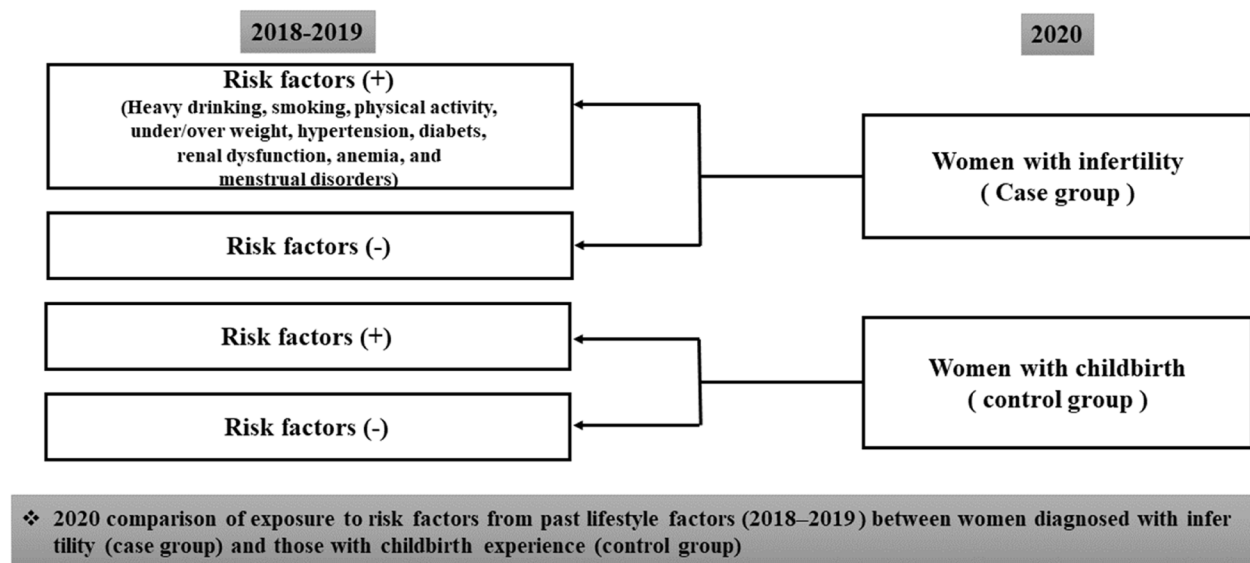 2018-2019
2020
Risk factors (+)
(Heavy drinking, smoking, physical activity,
under/over weight, hypertension, diabets,
renal dysfunction, anemia, and
menstrual disorders)
Risk factors (-)
Women with infertility
( Case group )
Risk factors (+)
Risk factors (-)
Women with childbirth
( control group )
❖ 2020 comparison of exposure to risk factors from past lifestyle factors (2018–2019) between women diagnosed with infer
tility (case group) and those with childbirth experience (control group)